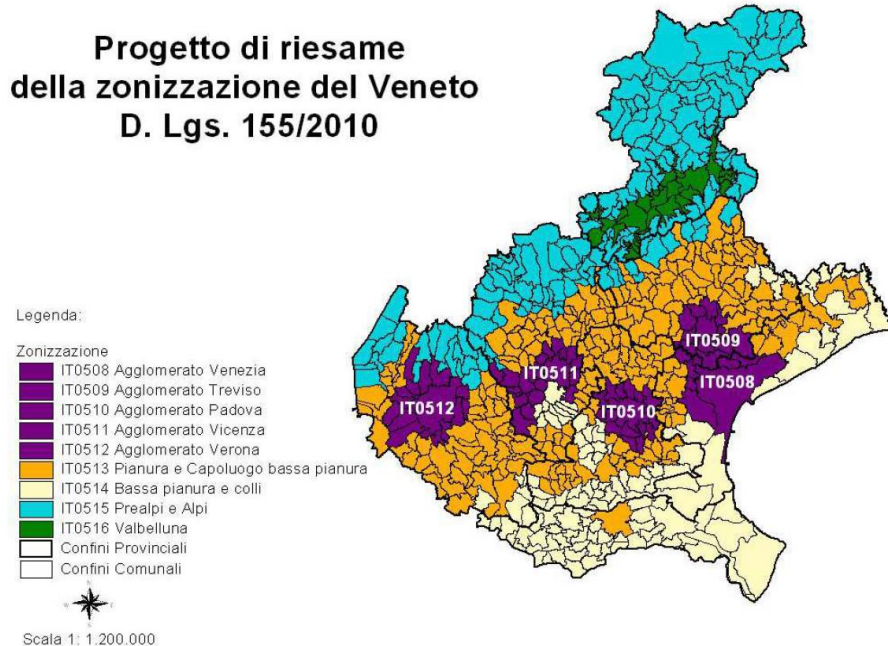 Progetto di riesame
della zonizzazione del Veneto
D. Lgs. 155/2010
Legenda:
Zonizzazione
IT0508 Agglomerato Venezia
IT0509 Agglomerato Treviso
IT0510 Agglomerato Padova
IT0511 Agglomerato Vicenza
IT0512 Agglomerato Verona
IT0513 Pianura e Capoluogo bassa pianura
IT0514 Bassa pianura e colli
IT0515 Prealpi e Alpi
IT0516 Valbelluna
Confini Provinciali
Confini Comunali
Scala 1: 1.200.000
IT0509
IT0511
IT0508
IT0512
IT0510